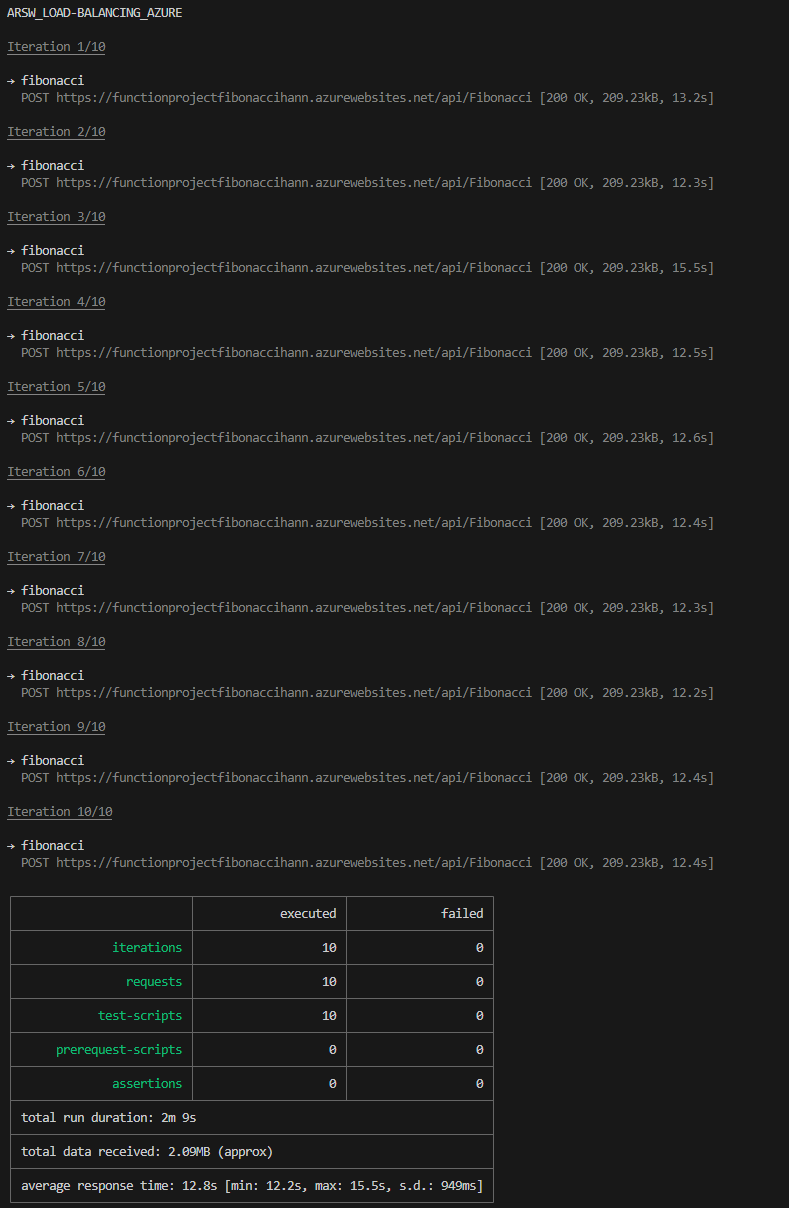 ARSW_LOAD-BALANCING_AZURE
Iteration 1/10
→ fibonacci
POST https://functionprojectfibonaccihann.azurewebsites.net/api/Fibonacci [200 OK, 209.23kB, 13.2s]
Iteration 2/10
→ fibonacci
POST https://functionprojectfibonaccihann.azurewebsites.net/api/Fibonacci [200 OK, 209.23kB, 12.3s]
Iteration 3/10
→ fibonacci
POST https://functionprojectfibonaccihann.azurewebsites.net/api/Fibonacci [200 OK, 209.23kB, 15.5s]
Iteration 4/10
→ fibonacci
POST https://functionprojectfibonaccihann.azurewebsites.net/api/Fibonacci [200 OK, 209.23kB, 12.5s]
Iteration 5/10
→ fibonacci
POST https://functionprojectfibonaccihann.azurewebsites.net/api/Fibonacci [200 OK, 209.23kB, 12.6s]
Iteration 6/10
→ fibonacci
POST https://functionprojectfibonaccihann.azurewebsites.net/api/Fibonacci [200 OK, 209.23kB, 12.4s]
Iteration 7/10
→ fibonacci
POST https://functionprojectfibonaccihann.azurewebsites.net/api/Fibonacci [200 OK, 209.23kB, 12.3s]
Iteration 8/10
→ fibonacci
POST https://functionprojectfibonaccihann.azurewebsites.net/api/Fibonacci [200 OK, 209.23kB, 12.2s]
Iteration 9/10
→ fibonacci
POST https://functionprojectfibonaccihann.azurewebsites.net/api/Fibonacci [200 OK, 209.23kB, 12.4s]
Iteration 10/10
→ fibonacci
POST https://functionprojectfibonaccihann.azurewebsites.net/api/Fibonacci [200 OK, 209.23kB, 12.4s]
executed failed
iterations 10 0
requests 10 0
test-scripts 10 0
prerequest-scripts 0 0
assertions 0 0
total run duration: 2m 9s
total data received: 2.09MB (approx)
average response time: 12.8s [min: 12.2s, max: 15.5s, s.d.: 949ms]